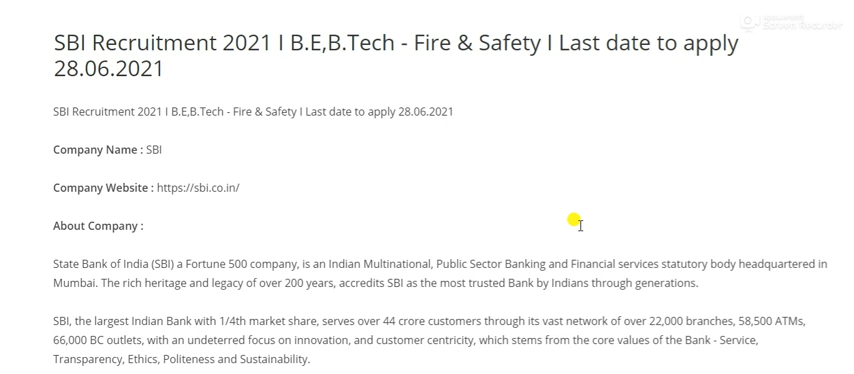 SBI Recruitment 2021 I B.E,B.Tech - Fire & Safety I Last date to apply
28.06.2021
SBI Recruitment 2021 I B.E,B.Tech - Fire & Safety I Last date to apply 28.06.2021
Company Name : SBI
Company Website : https://sbi.co.in/
About Company :
State Bank of India (SBI) a Fortune 500 company, is an Indian Multinational, Public Sector Banking and Financial services statutory body headquartered in
Mumbai. The rich heritage and legacy of over 200 years, accredits SBI as the most trusted Bank by Indians through generations.
SBI, the largest Indian Bank with 1/4th market share, serves over 44 crore customers through its vast network of over 22,000 branches, 58,500 ATMs,
66,000 BC outlets, with an undeterred focus on innovation, and customer centricity, which stems from the core values of the Bank - Service,
Transparency, Ethics, Politeness and Sustainability.
Screen Recorder